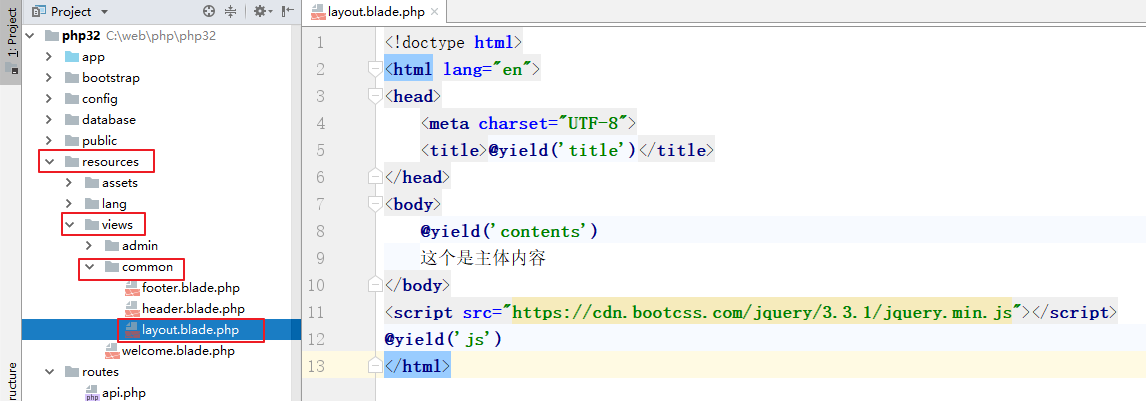 1: Project
Project
php32 C:\web\php\php32
app
bootstrap
config
database
public
resources
assets
lang
views
admin
common
footer.blade.php
header.blade.php
layout.blade.php
welcome.blade.php
routes
php api.php
ructure
layout.blade.php ×
1 <!doctype html>
2 <html lang="en">
3 <head>
4 <meta charset="UTF-8">
5 <title>@yield('title')</title>
6 </head>
7 <body>
8 @yield('contents')
9 这个是主体内容
10 </body>
11 <script src="https://cdn.bootcss.com/jquery/3.3.1/jquery.min.js"></script>
12 @yield('js')
13 </html>